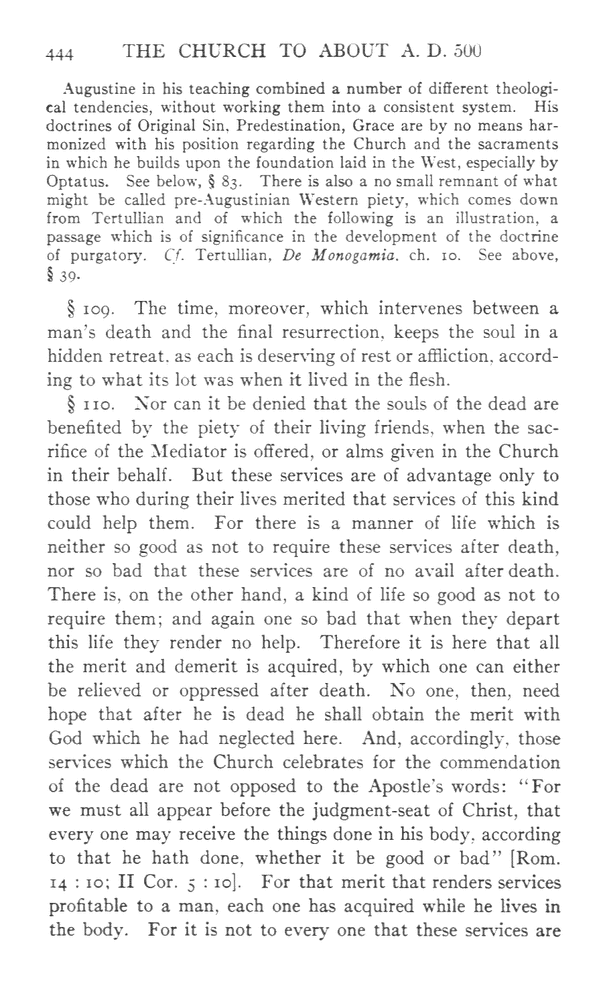 444 THE CHURCH TO ABOUT A. D. 500
Augustine in his teaching combined a number of different theologi-
cal tendencies, without working them into a consistent system. His
doctrines of Original Sin, Predestination, Grace are by no means har-
monized with his position regarding the Church and the sacraments
in which he builds upon the foundation laid in the West, especially by
Optatus. See below, § 83. There is also a no small remnant of what
might be called pre-Augustinian Western piety, which comes down
from Tertullian and of which the following is an illustration, a
passage which is of significance in the development of the doctrine
of purgatory. Cf. Tertullian, De Monogamia, ch. 10. See above,
§ 39.
§ 109. The time, moreover, which intervenes between a
man's death and the final resurrection, keeps the soul in a
hidden retreat, as each is deserving of rest or affliction, accord-
ing to what its lot was when it lived in the flesh.
§ 110. Nor can it be denied that the souls of the dead are
benefited by the piety of their living friends, when the sac-
rifice of the Mediator is offered, or alms given in the Church
in their behalf. But these services are of advantage only to
those who during their lives merited that services of this kind
could help them. For there is a manner of life which is
neither so good as not to require these services after death,
nor so bad that these services are of no avail after death.
There is, on the other hand, a kind of life so good as not to
require them; and again one so bad that when they depart
this life they render no help. Therefore it is here that all
the merit and demerit is acquired, by which one can either
be relieved or oppressed after death. No one, then, need
hope that after he is dead he shall obtain the merit with
God which he had neglected here. And, accordingly, those
services which the Church celebrates for the commendation
of the dead are not opposed to the Apostle's words: "For
we must all appear before the judgment-seat of Christ, that
every one may receive the things done in his body, according
to that he hath done, whether it be good or bad" [Rom.
14 : 10; II Cor. 5 : 10]. For that merit that renders services
profitable to a man, each one has acquired while he lives in
the body. For it is not to every one that these services are